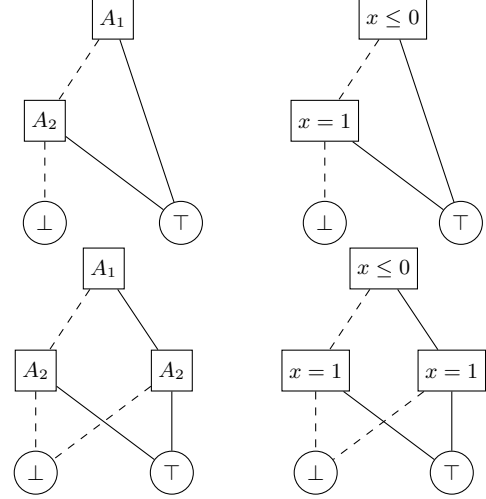 A₁ x ≤ 0
A₂ x = 1
⊥ ⊤ ⊥ ⊤
A₁ x ≤ 0
A₂ A₂ x = 1 x = 1
⊥ ⊤ ⊥ ⊤